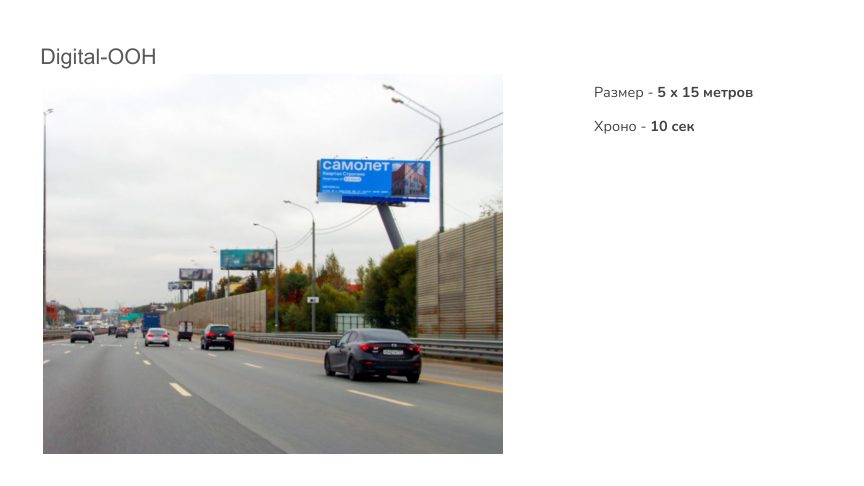 Digital-OOH
Размер - 5 х 15 метров
Хроно - 10 сек
самолет
Квартал Строгино